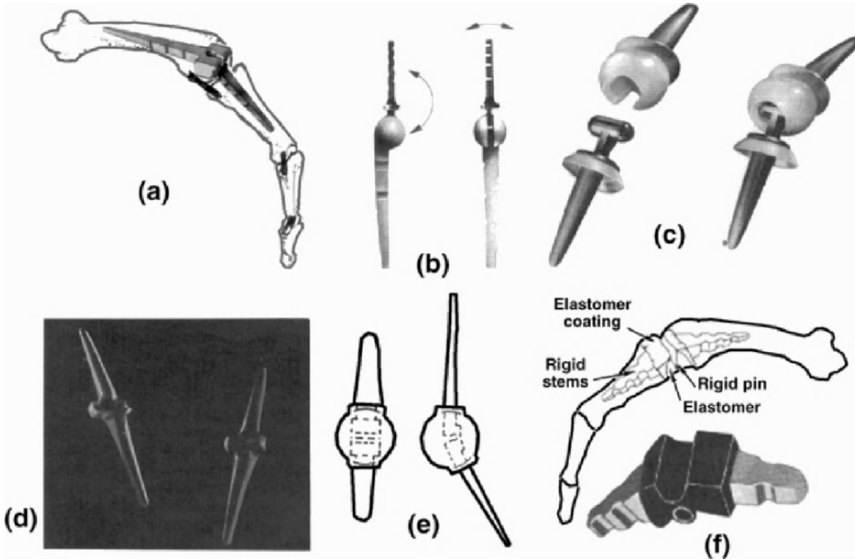 (a)
(b)
(c)
(d)
(e)
Elastomer
coating
Rigid
stems
Rigid pin
Elastomer
(f)